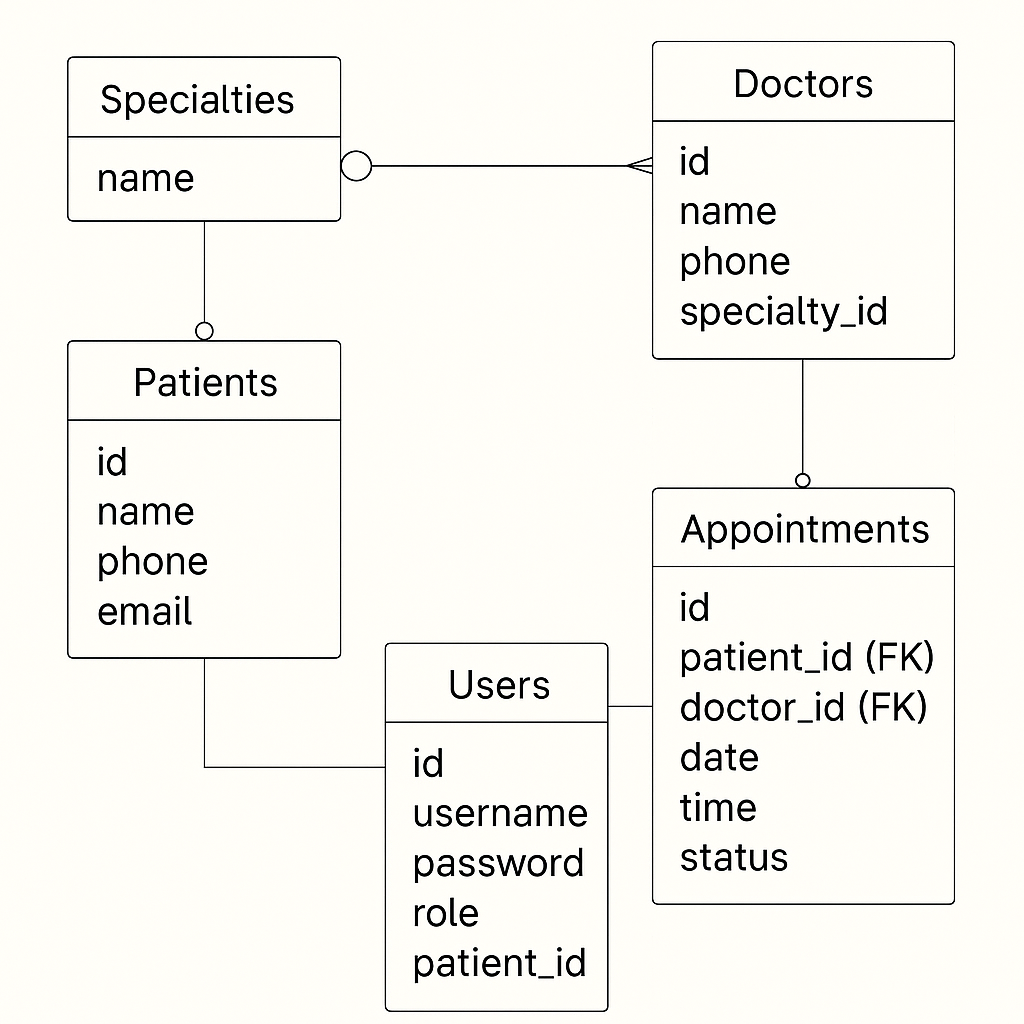 Specialties
name
Doctors
id
name
phone
specialty_id
Patients
id
name
phone
email
Appointments
id
patient_id (FK)
doctor_id (FK)
date
time
status
Users
id
username
password
role
patient_id